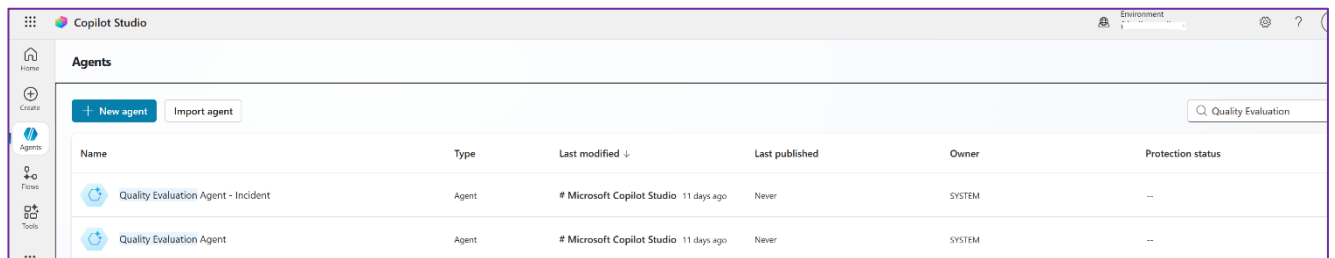 Copilot Studio
Environment
Home
Agents
Create
+ New agent
Import agent
Quality Evaluation
Agents
Name Type Last modified ↓ Last published Owner Protection status
Flows
Quality Evaluation Agent - Incident Agent # Microsoft Copilot Studio 11 days ago Never SYSTEM --
Tools
Quality Evaluation Agent Agent # Microsoft Copilot Studio 11 days ago Never SYSTEM --